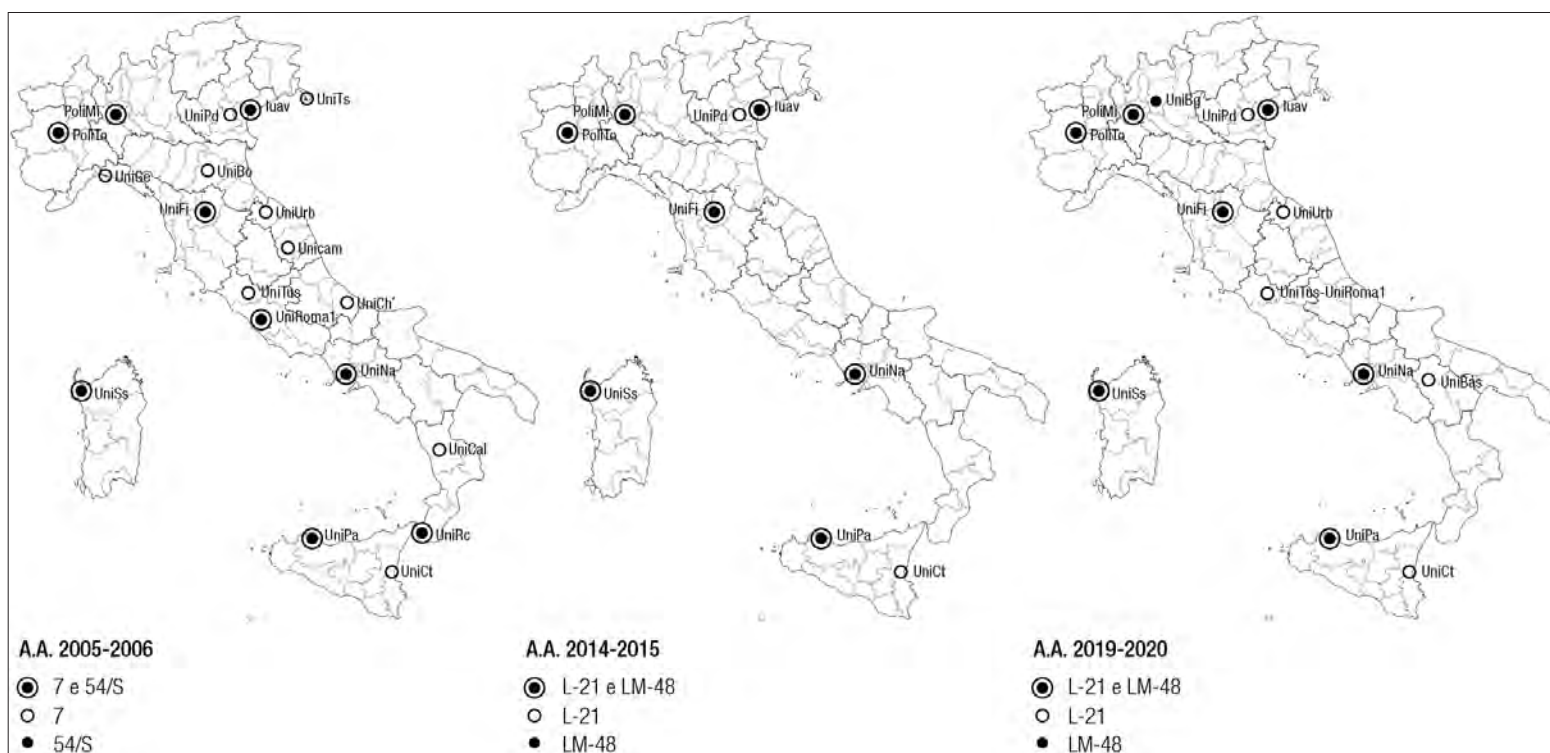 UniTs
PoliMi
UniPd
Iuav
PoliTo
UniGe
UniBo
UniFi
UniUrb
Unicam
UniTus
UniCh
UniRoma1
UniNa
UniSs
UniCal
UniPa
UniRc
UniCt
A.A. 2005-2006
7 e 54/S
7
54/S
PoliMi
UniPd
Iuav
PoliTo
UniFi
UniNa
UniSs
UniPa
UniCt
A.A. 2014-2015
L-21 e LM-48
L-21
LM-48
UniBg
PoliMi
UniPd
Iuav
PoliTo
UniFi
UniUrb
UniTus-UniRoma1
UniNa
UniBas
UniSs
UniPa
UniCt
A.A. 2019-2020
L-21 e LM-48
L-21
LM-48